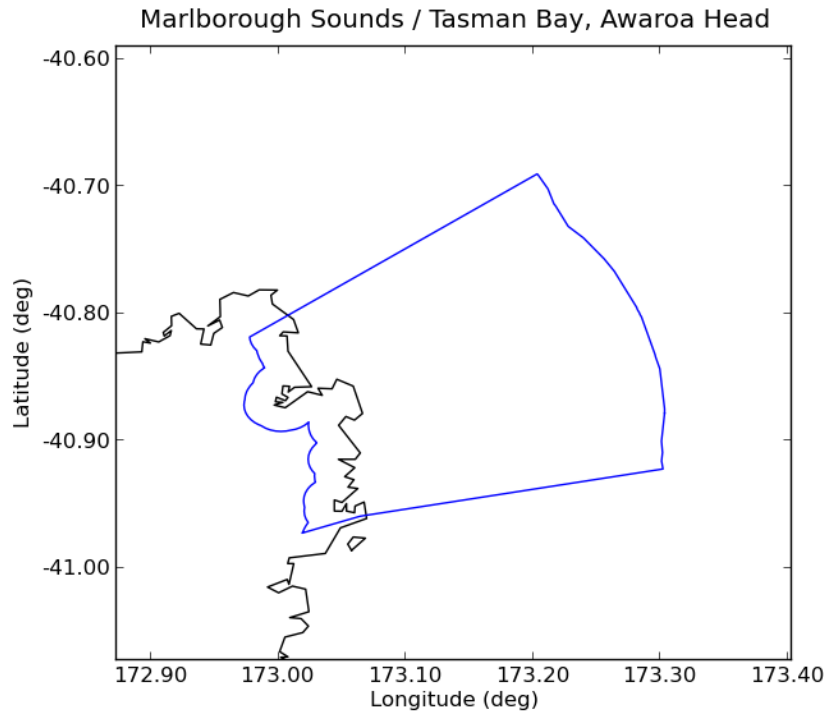 Marlborough Sounds / Tasman Bay, Awaroa Head
-40.60
-40.70
-40.80
-40.90
-41.00
Latitude (deg)
172.90 173.00 173.10 173.20 173.30 173.40
Longitude (deg)